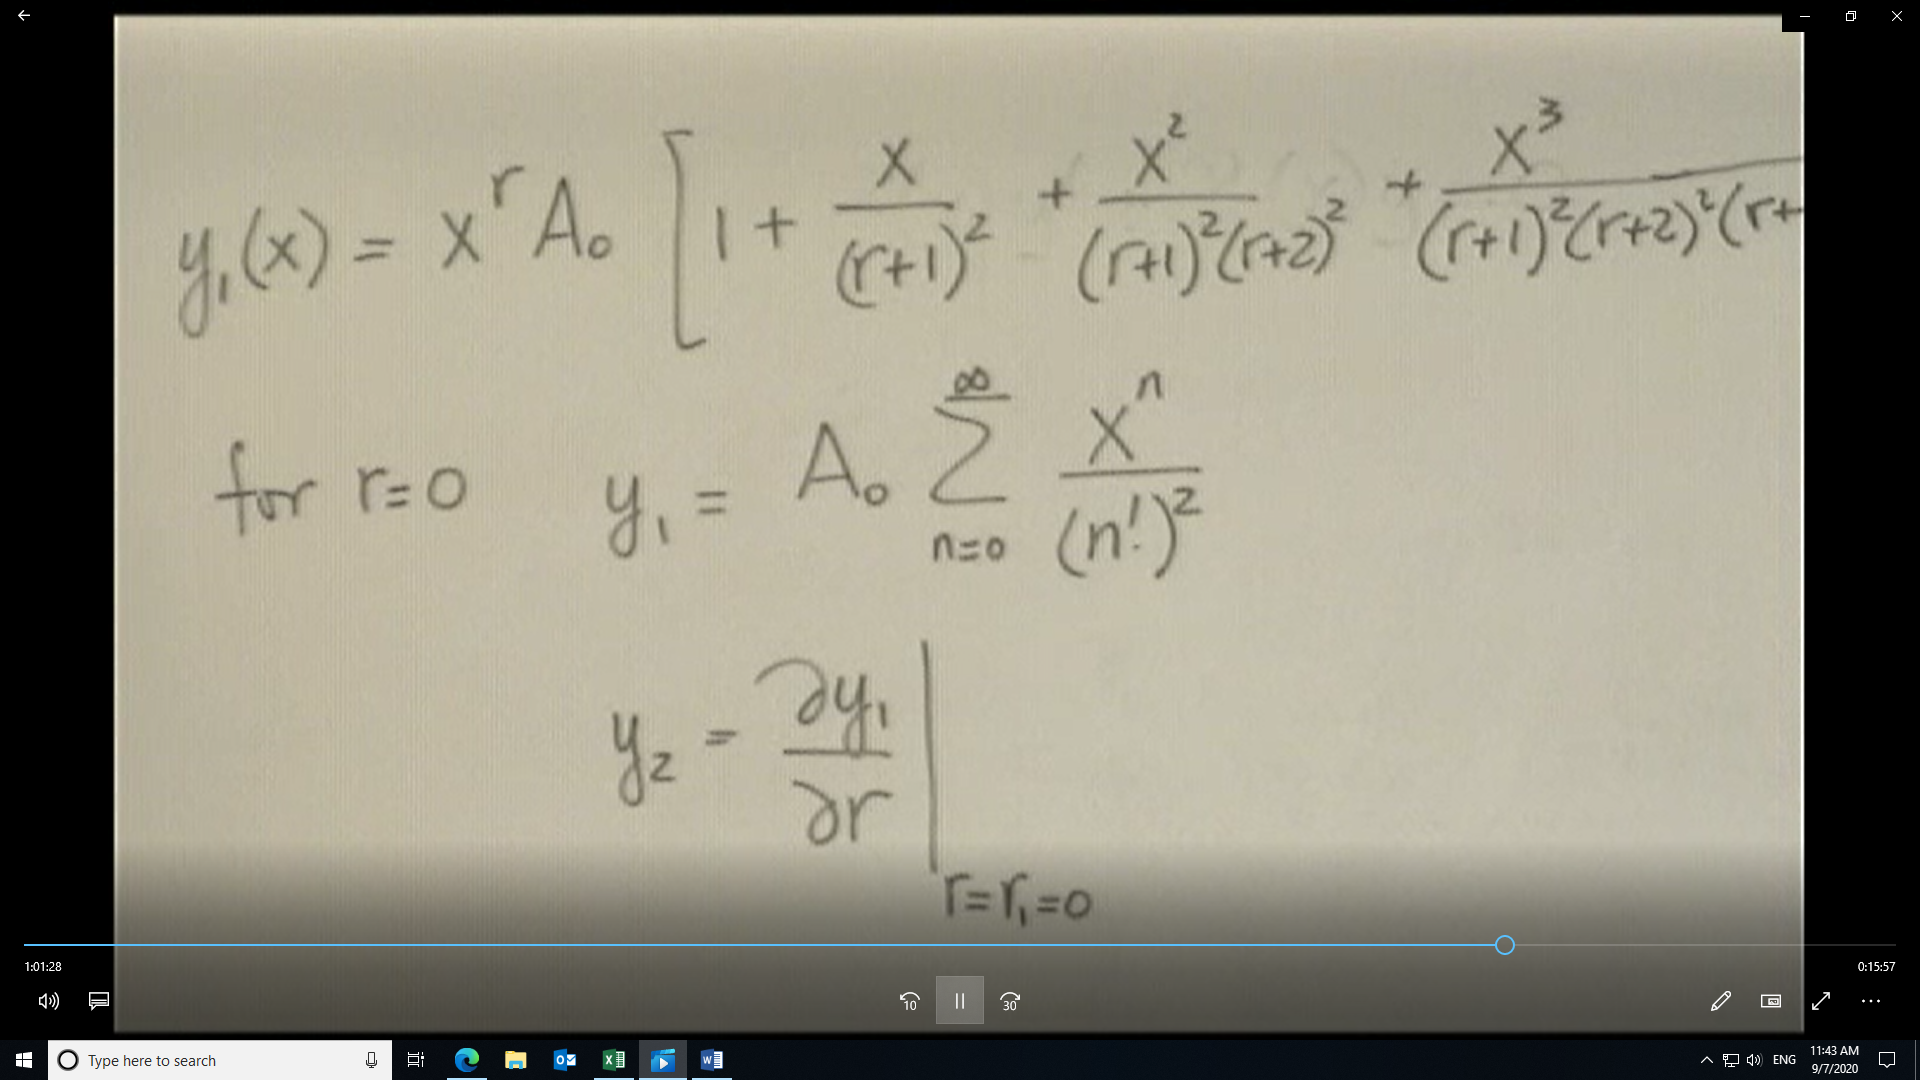 y₁(x) = x^r A₀ [ 1 + x/(r+1)² + x²/((r+1)²(r+2)²) + x³/((r+1)²(r+2)²(r+
for r=0 y₁ = A₀ ∑_{n=0}^{∞} xⁿ/(n!)²
y₂ = ∂y₁/∂r |_{r=r₁=0}
1:01:28 0:15:57
10 30
Type here to search ENG 11:43 AM
9/7/2020